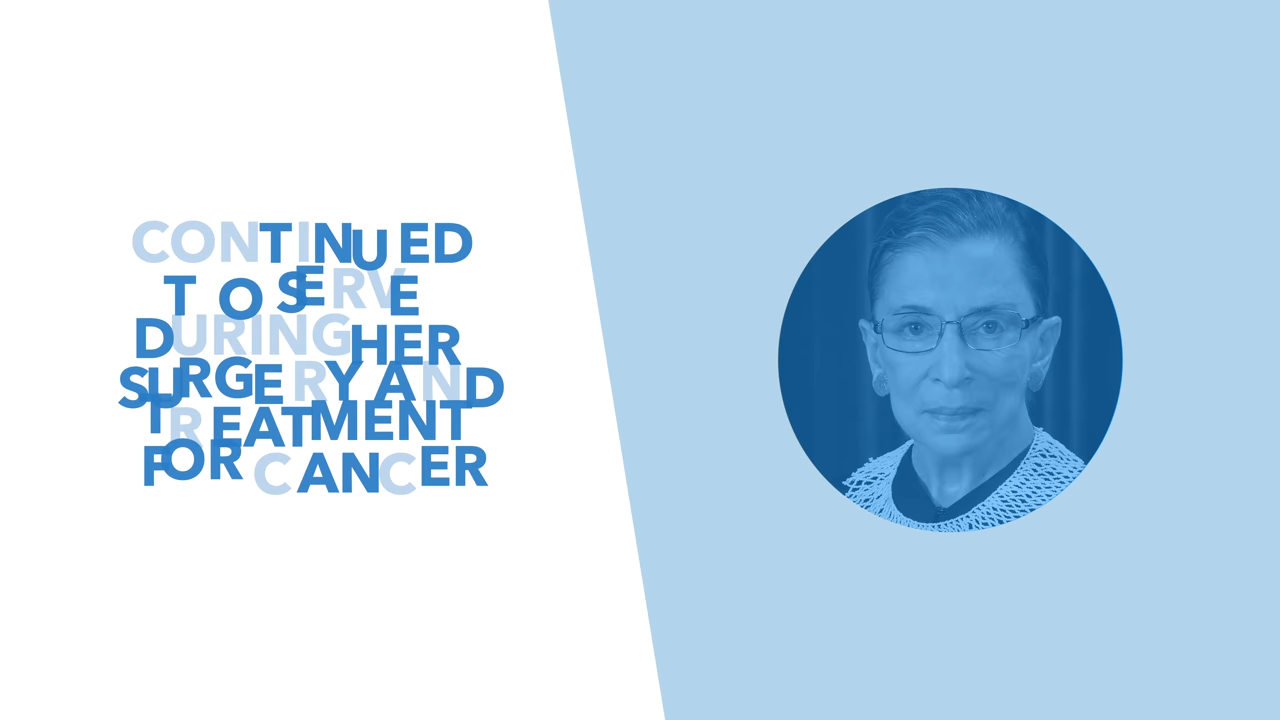 CONTINUED
TO SERVE
DURING HER
SURGERY AND
TREATMENT
FOR CANCER